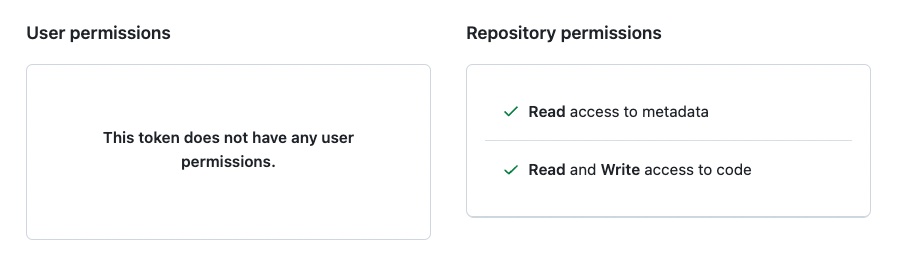 User permissions
This token does not have any user
permissions.
Repository permissions
Read access to metadata
Read and Write access to code